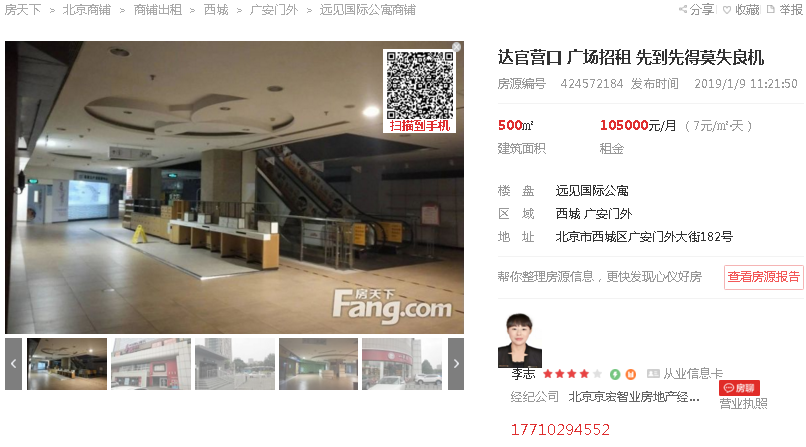 房天下 > 北京商铺 > 商铺出租 > 西城 > 广安门外 > 远见国际公寓商铺
分享 收藏 举报
扫描到手机
房天下
Fang.com
达官营口 广场招租 先到先得莫失良机
房源编号 424572184 发布时间 2019/1/9 11:21:50
500㎡ 105000元/月 ( 7元/㎡·天 )
建筑面积 租金
楼 盘 远见国际公寓
区 域 西城 广安门外
地 址 北京市西城区广安门外大街182号
帮你整理房源信息，更快发现心仪好房 查看房源报告
李志 从业信息卡
经纪公司 北京京宏智业房地产经... 房聊
营业执照
17710294552